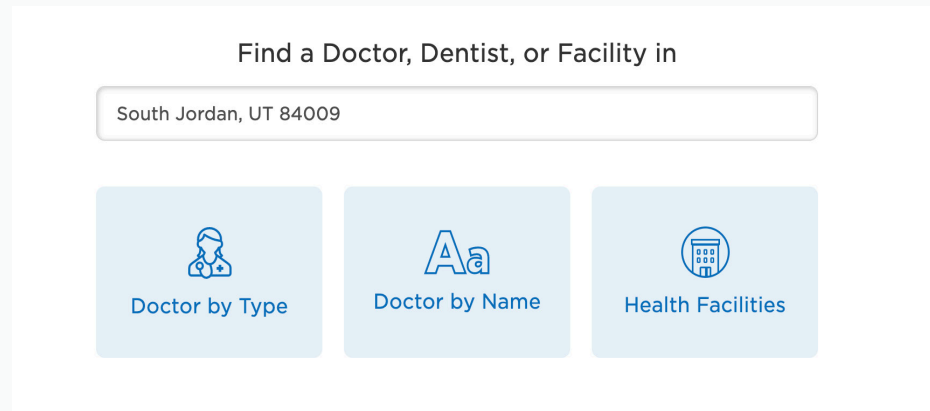 Find a Doctor, Dentist, or Facility in
South Jordan, UT 84009
Aa
Doctor by Type
Doctor by Name
Health Facilities